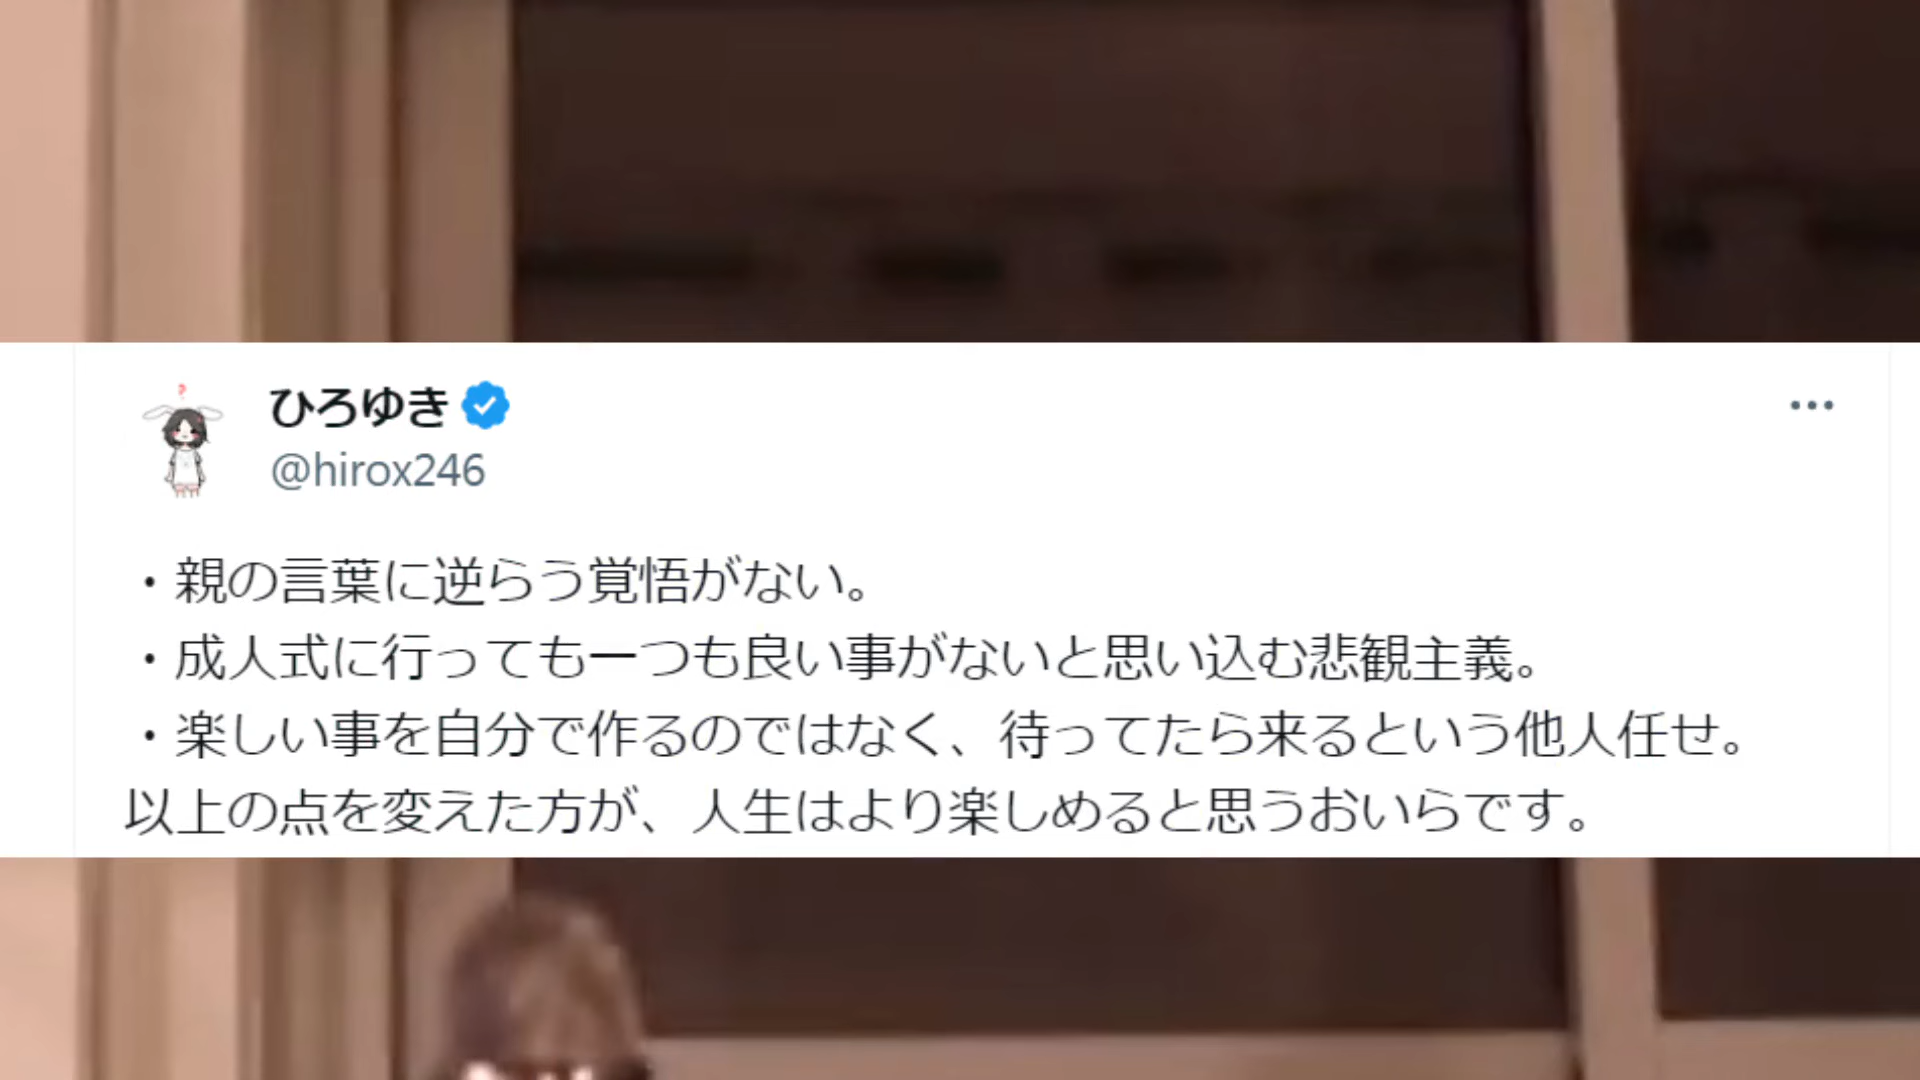 ひろゆき
@hirox246
・親の言葉に逆らう覚悟がない。
・成人式に行っても一つも良い事がないと思い込む悲観主義。
・楽しい事を自分で作るのではなく、待ってたら来るという他人任せ。
以上の点を変えた方が、人生はより楽しめると思うおいらです。